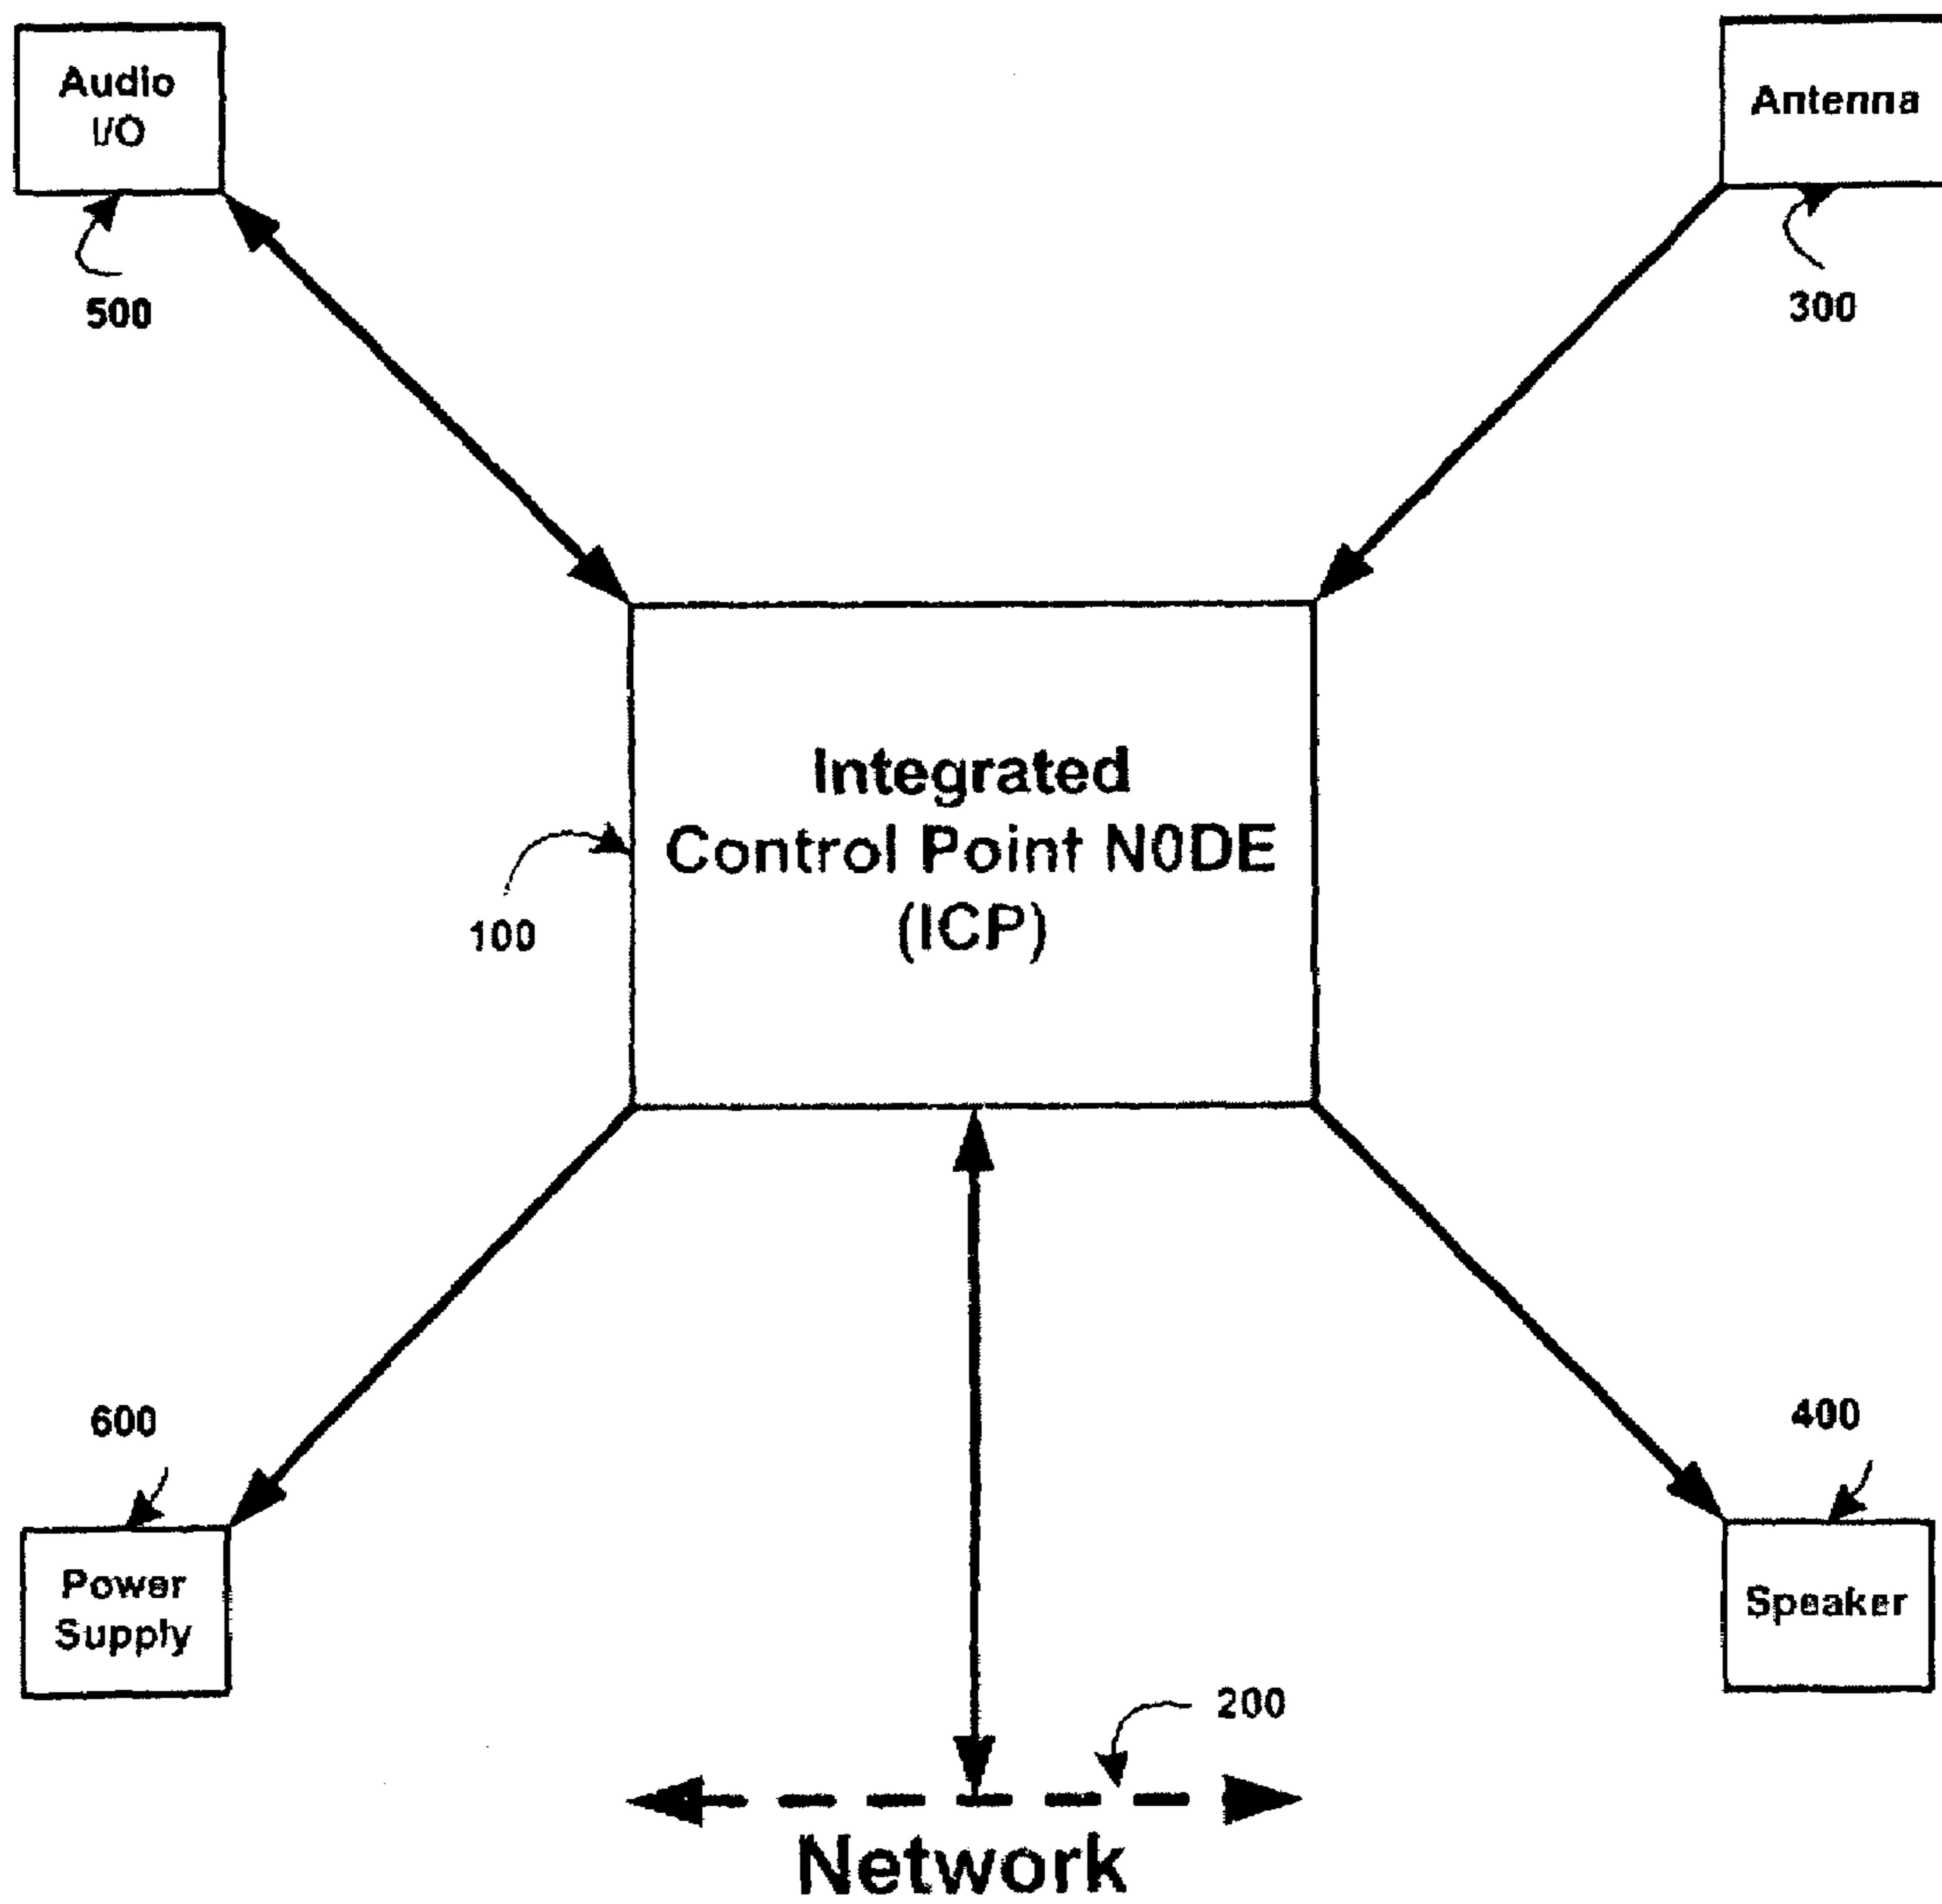 Audio
I/O
Antenna
500
300
Integrated
Control Point N0DE
(ICP)
100
600
400
Power
Supply
Speaker
200
Network